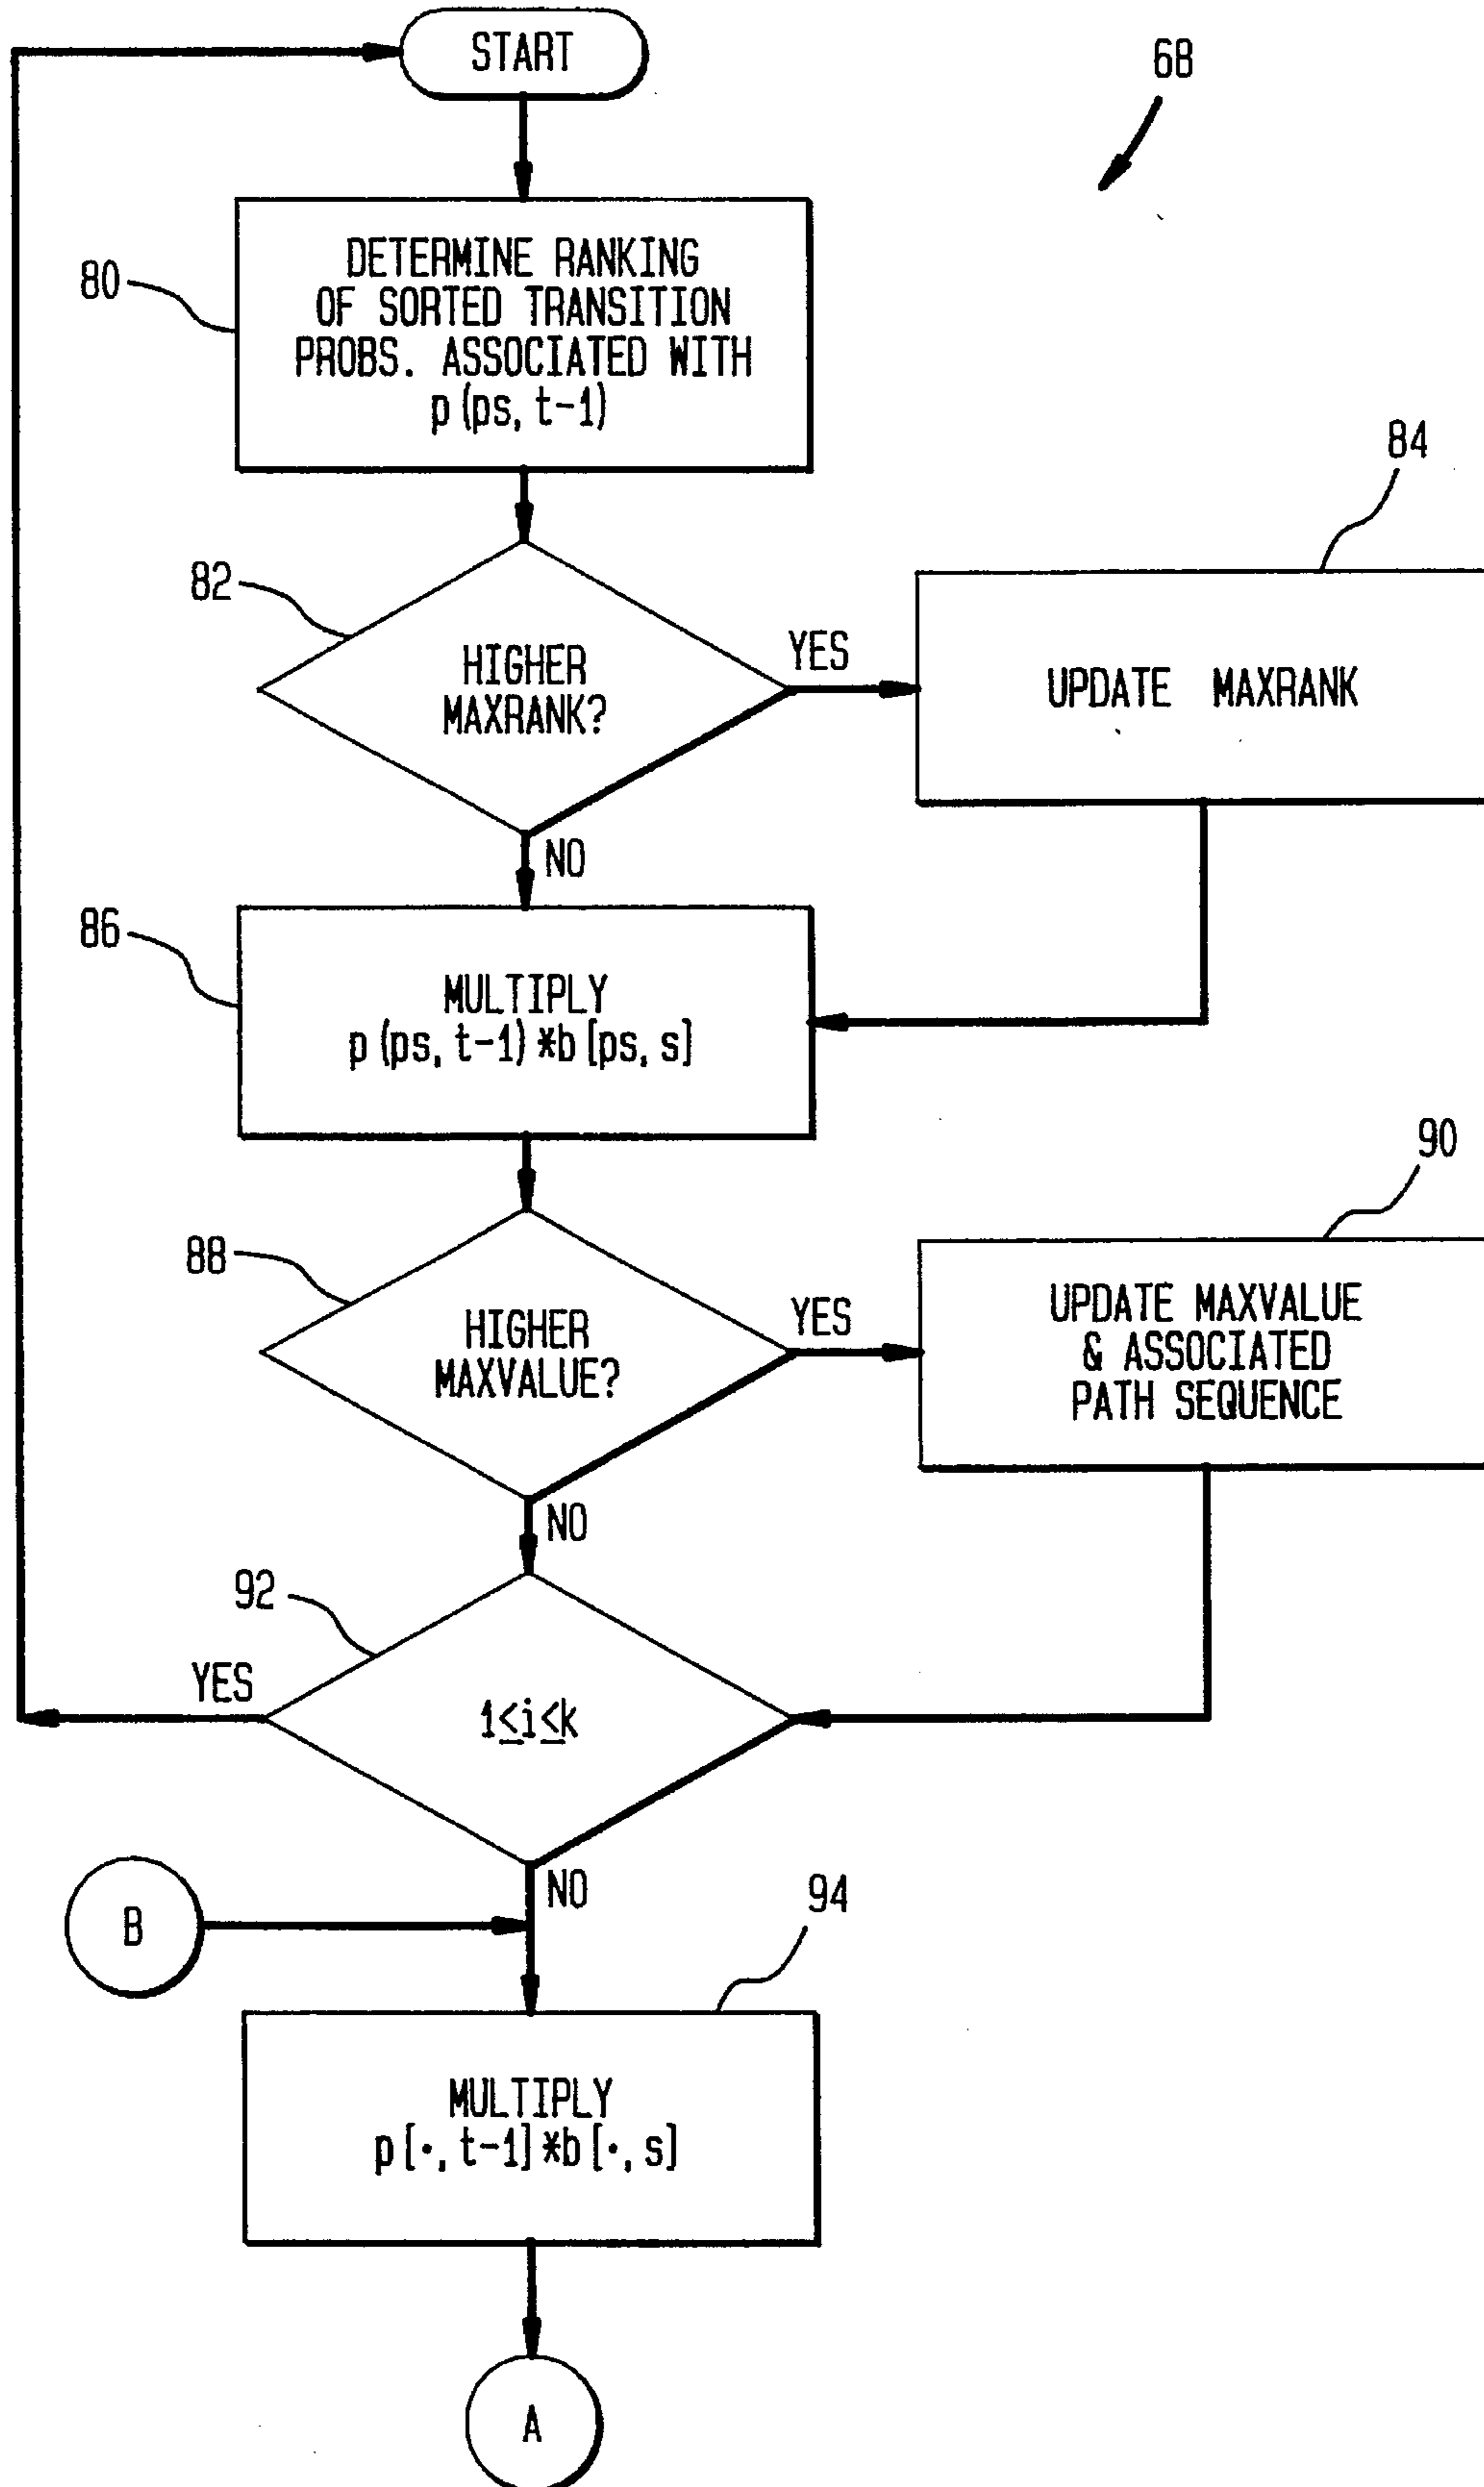 START
68
80
DETERMINE RANKING
OF SORTED TRANSITION
PROBS. ASSOCIATED WITH
p (ps, t-1)
84
82
HIGHER
MAXRANK?
YES
UPDATE MAXRANK
NO
86
MULTIPLY
p (ps, t-1) *b [ps, s]
90
88
HIGHER
MAXVALUE?
YES
UPDATE MAXVALUE
& ASSOCIATED
PATH SEQUENCE
NO
92
YES
1≤i≤k
NO
B
94
MULTIPLY
p [·, t-1] *b [·, s]
A